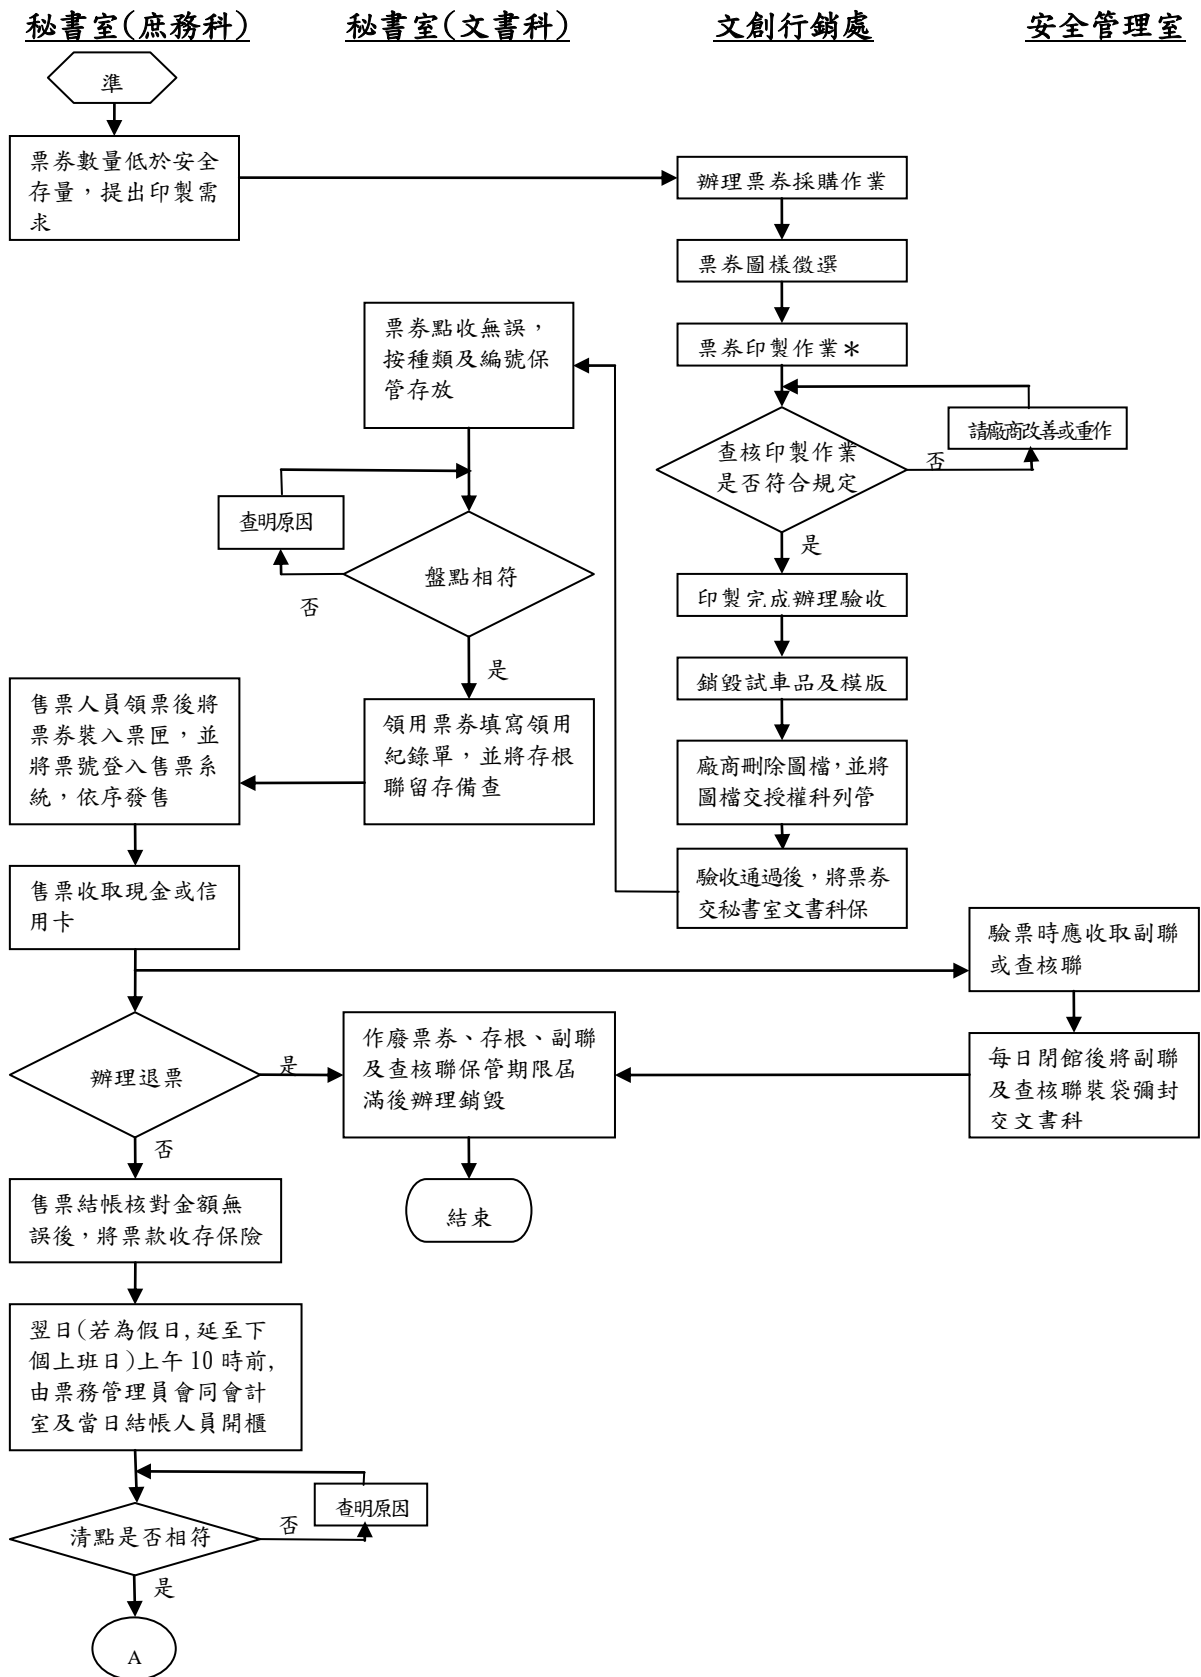 秘書室(庶務科)
秘書室(文書科)
文創行銷處
安全管理室
準
票券數量低於安全
存量，提出印製需
求
辦理票券採購作業
票券圖樣徵選
票券印製作業＊
查核印製作業
是否符合規定
否
請廠商改善或重作
是
印製完成辦理驗收
銷毀試車品及模版
廠商刪除圖檔，並將
圖檔交授權科列管
驗收通過後，將票券
交秘書室文書科保
票券點收無誤，
按種類及編號保
管存放
盤點相符
否
查明原因
是
領用票券填寫領用
紀錄單，並將存根
聯留存備查
售票人員領票後將
票券裝入票匣，並
將票號登入售票系
統，依序發售
售票收取現金或信
用卡
驗票時應收取副聯
或查核聯
每日閉館後將副聯
及查核聯裝袋彌封
交文書科
辦理退票
是
作廢票券、存根、副聯
及查核聯保管期限屆
滿後辦理銷毀
結束
否
售票結帳核對金額無
誤後，將票款收存保險
翌日(若為假日,延至下
個上班日)上午10時前,
由票務管理員會同會計
室及當日結帳人員開櫃
清點是否相符
否
查明原因
是
A